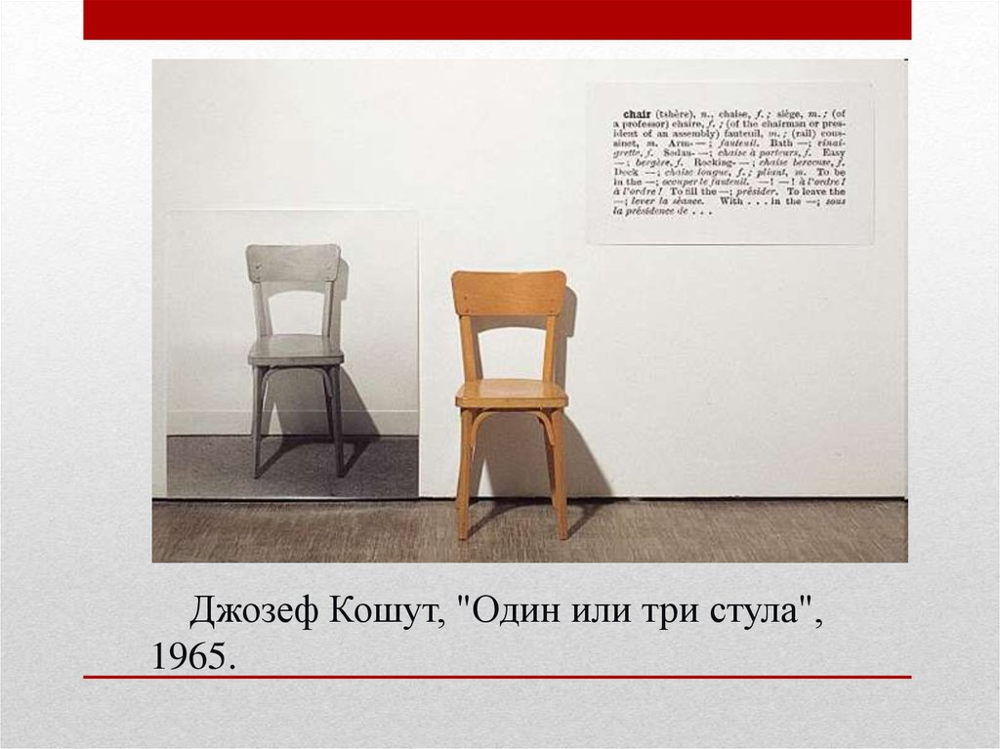 chair (tshère), n., chaise, f.; siège, m.; (of
a professor) chaire, f.; (of the chairman or pres-
ident of an assembly) fauteuil, m.; (rail) cous-
sinet, m. Arm- —; fauteuil. Bath —; vinai-
grette, f. Sedan- —; chaise à porteurs, f. Easy
—; bergère, f. Rocking- —; chaise berceuse, f.
Deck —; chaise longue, f.; pliant, m. To be
in the —; occuper le fauteuil. —! —! à l'ordre!
à l'ordre! To fill the —; présider. To leave the
—; lever la séance. With . . . in the —; sous
la présidence de . . .
Джозеф Кошут, "Один или три стула",
1965.